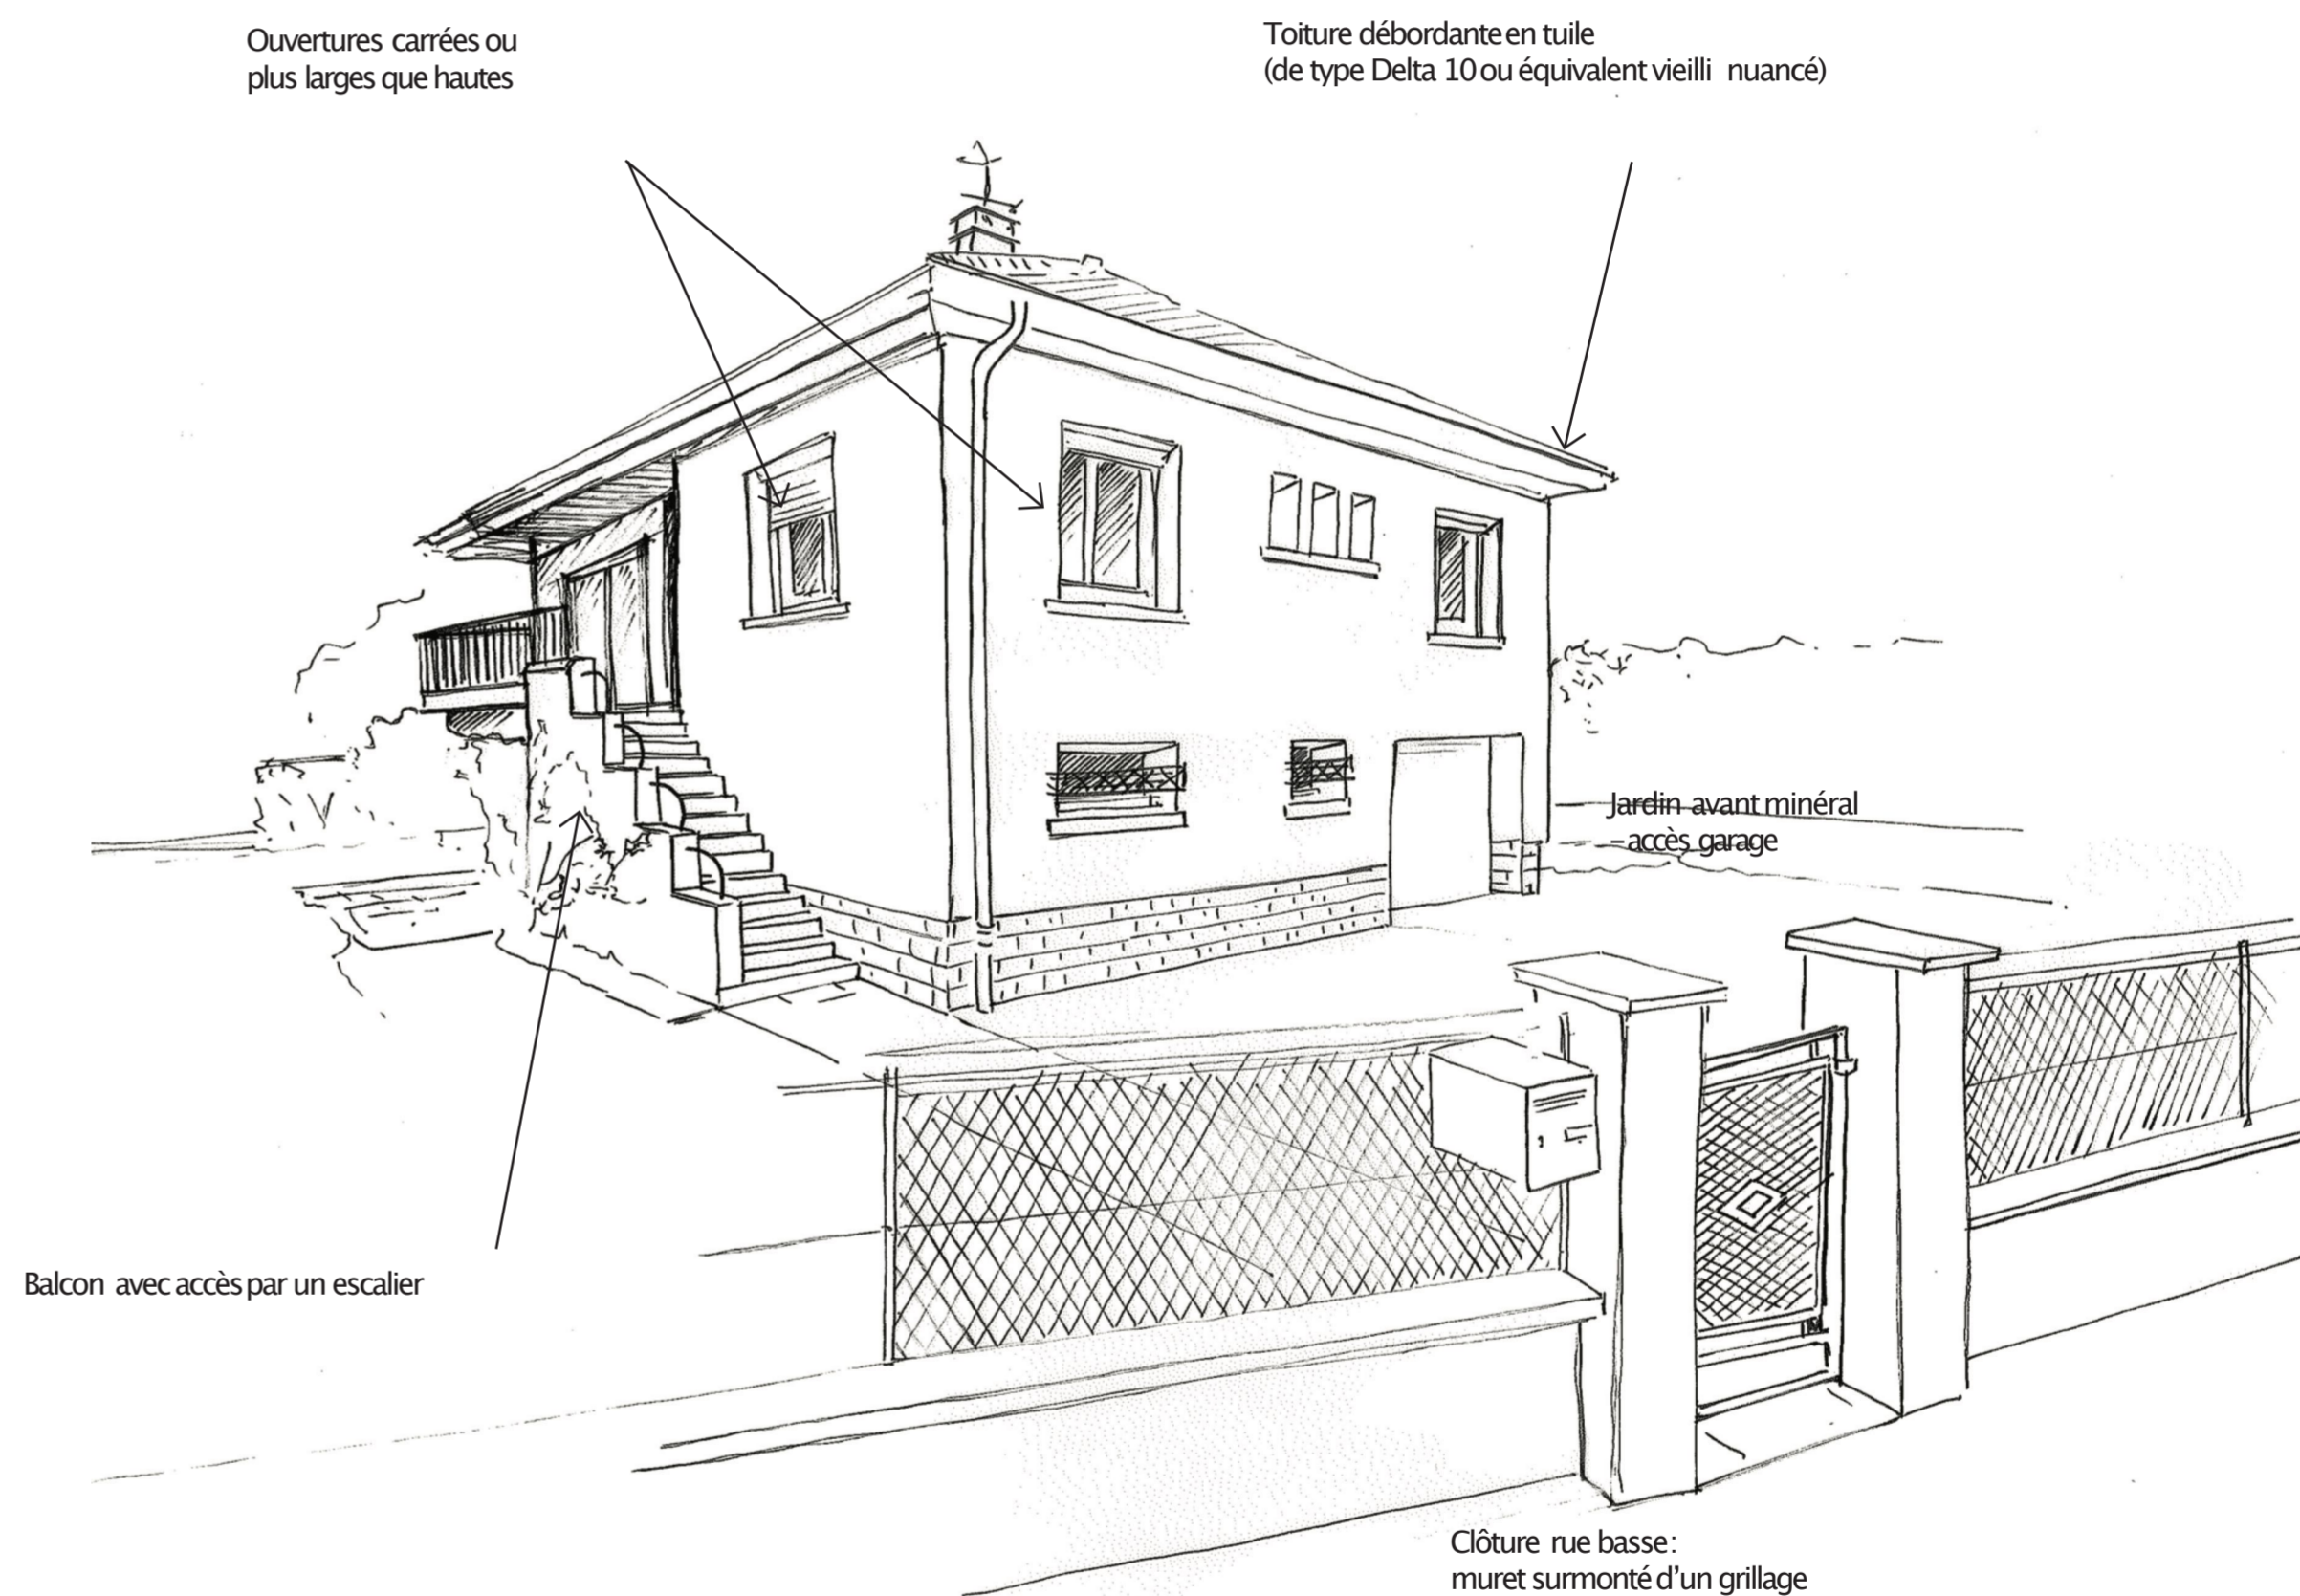 Ouvertures carrées ou
plus larges que hautes
Toiture débordante en tuile
(de type Delta 10 ou équivalent vieilli nuancé)
Jardin avant minéral
– accès garage
Balcon avec accès par un escalier
Clôture rue basse :
muret surmonté d’un grillage